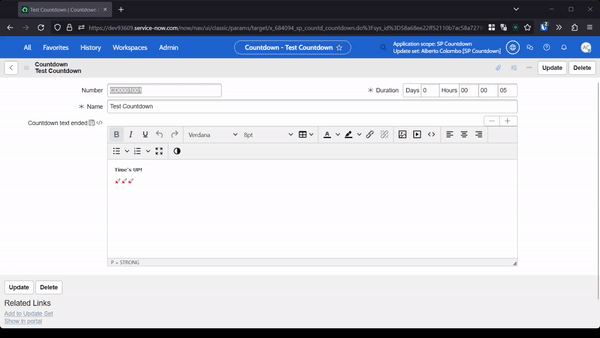 Test Countdown | Countdown
dev93609.service-now.com/now/nav/ui/classic/params/target/x_684094_sp_countd_countdown.do%3Fsys_id%3D58a68ee22ff52110b7ac58a727
All Favorites History Workspaces Admin
Countdown - Test Countdown
Search
Application scope: SP Countdown
Update set: Alberto Colombo [SP Countdown]
AC
Countdown
Test Countdown
Update Delete
Number
Duration Days 0 Hours 00 00 05
Name Test Countdown
Countdown text ended
B I U Verdana 8pt
Time's UP!
P » STRONG
Update Delete
Related Links
Add to Update Set
Show in portal